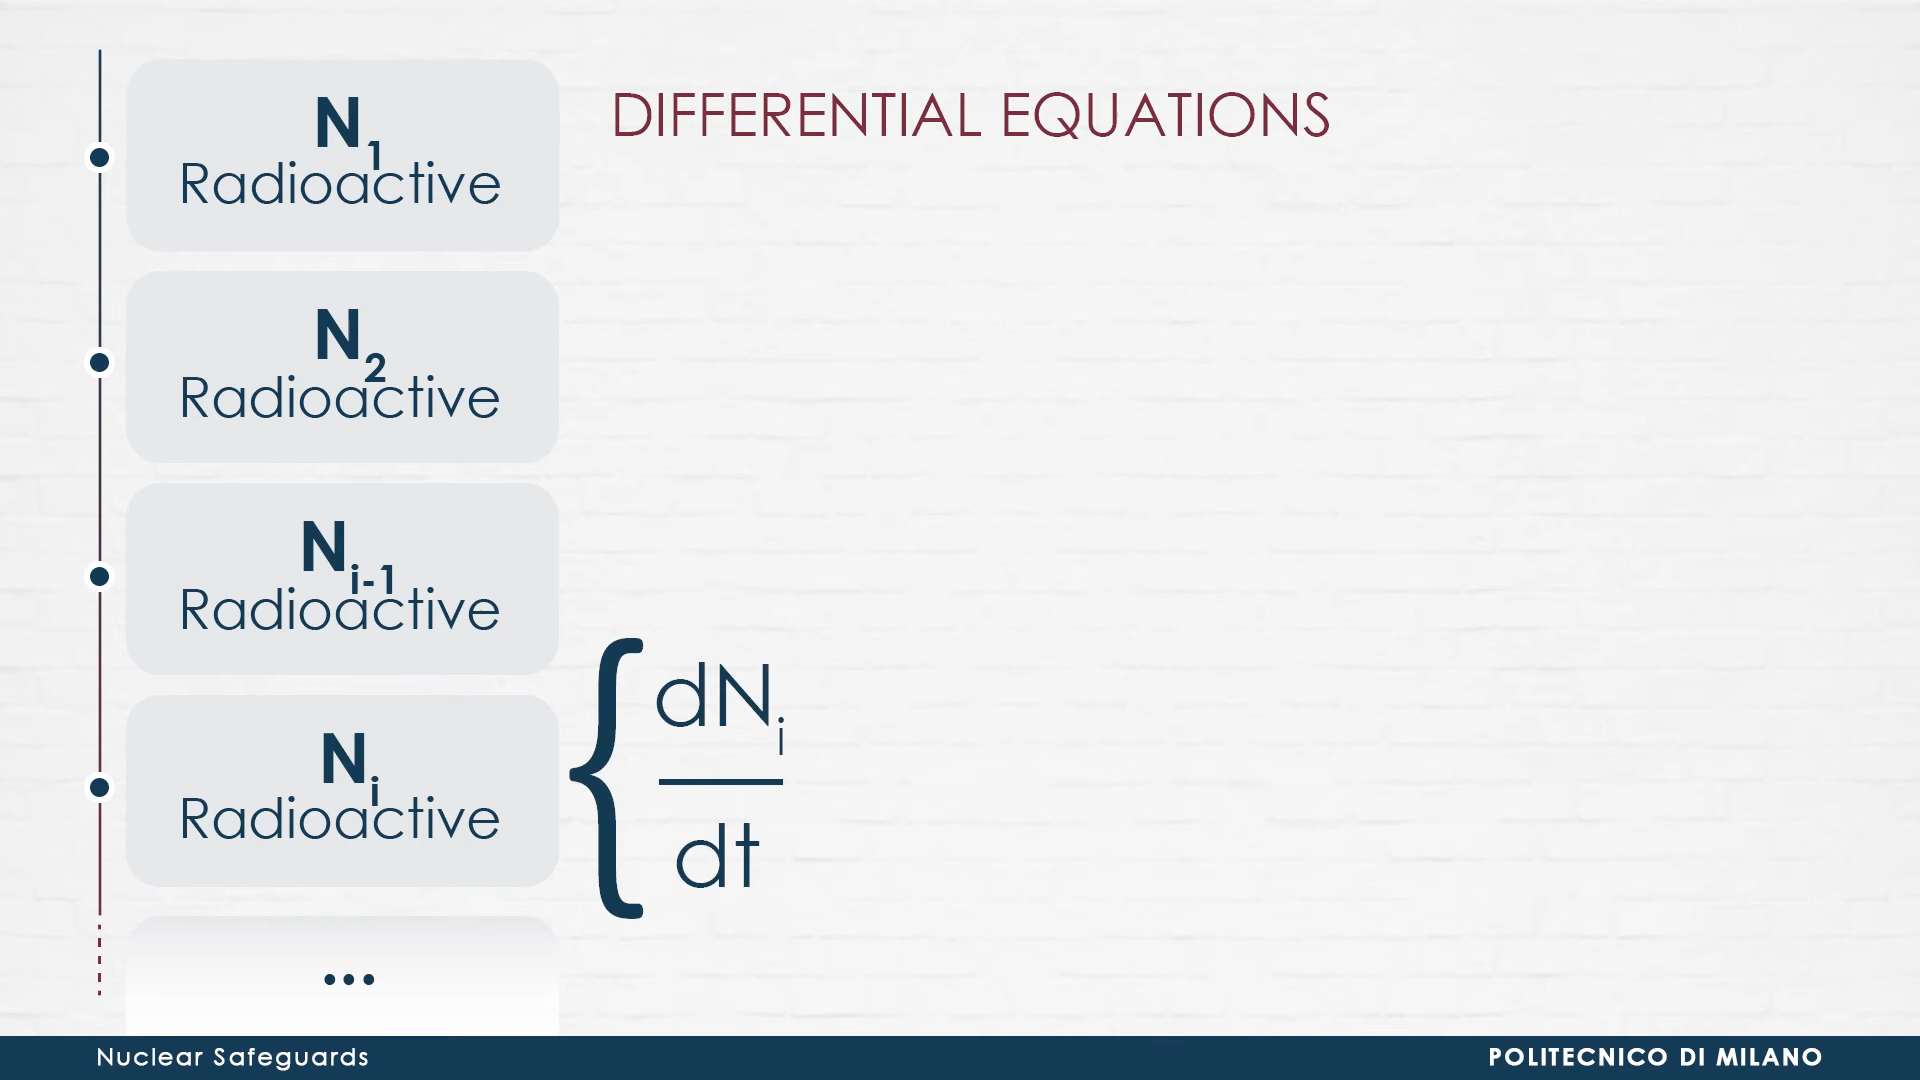 DIFFERENTIAL EQUATIONS
N1
Radioactive
N2
Radioactive
Ni-1
Radioactive
Ni
Radioactive
{
dNi
dt
...
Nuclear Safeguards
POLITECNICO DI MILANO